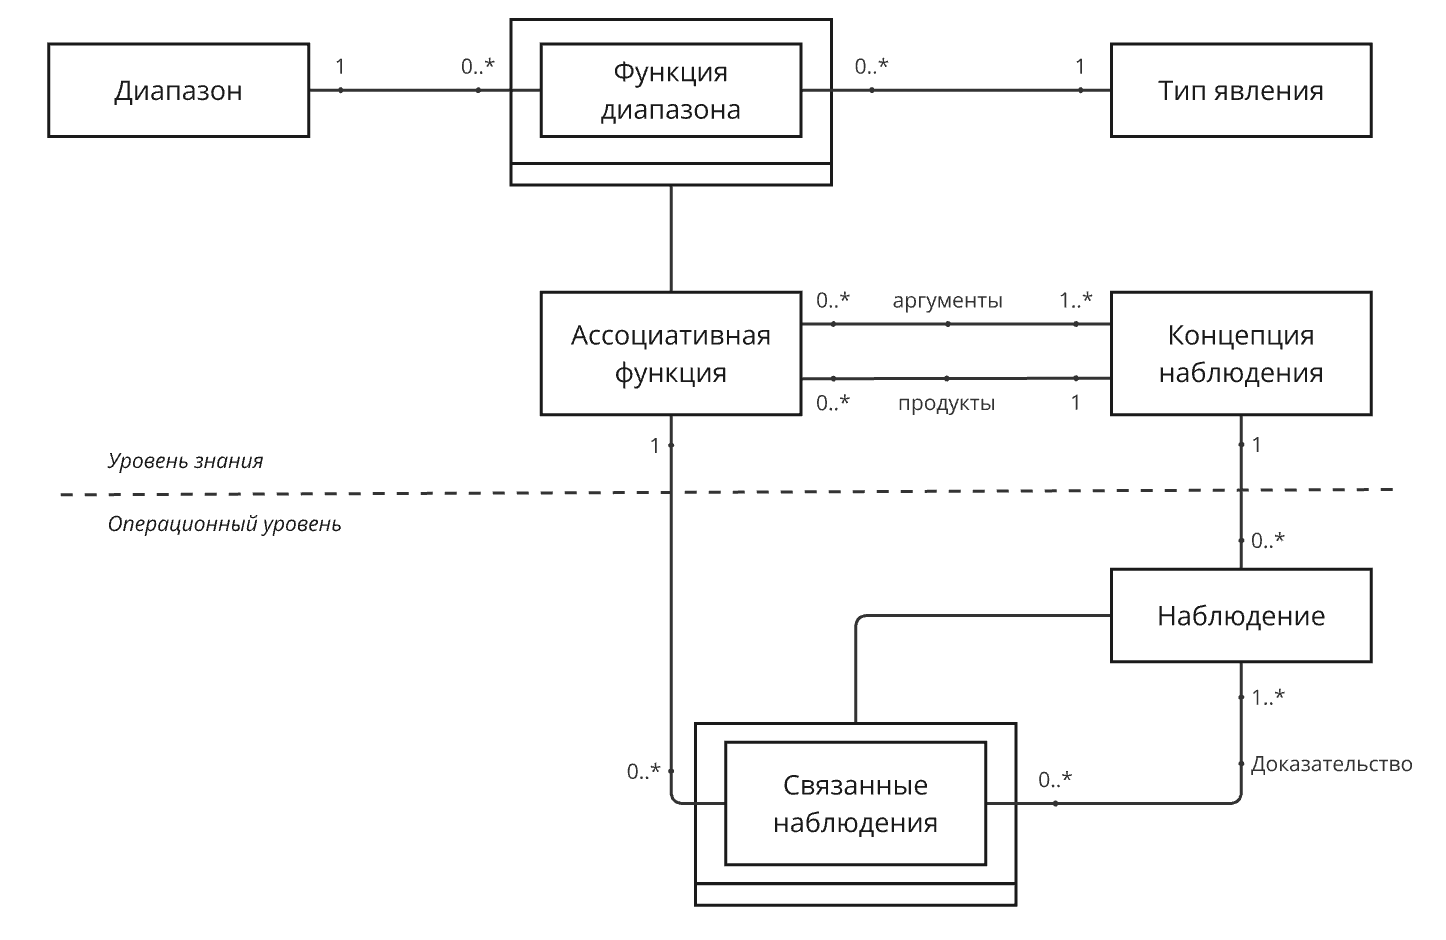 1
0..*
0..*
1
Диапазон
Функция
диапазона
Тип явления
0..*
аргументы
1..*
Ассоциативная
функция
Концепция
наблюдения
0..*
продукты
1
1
1
Уровень знания
Операционный уровень
0..*
Наблюдение
1..*
0..*
0..*
Доказательство
Связанные
наблюдения